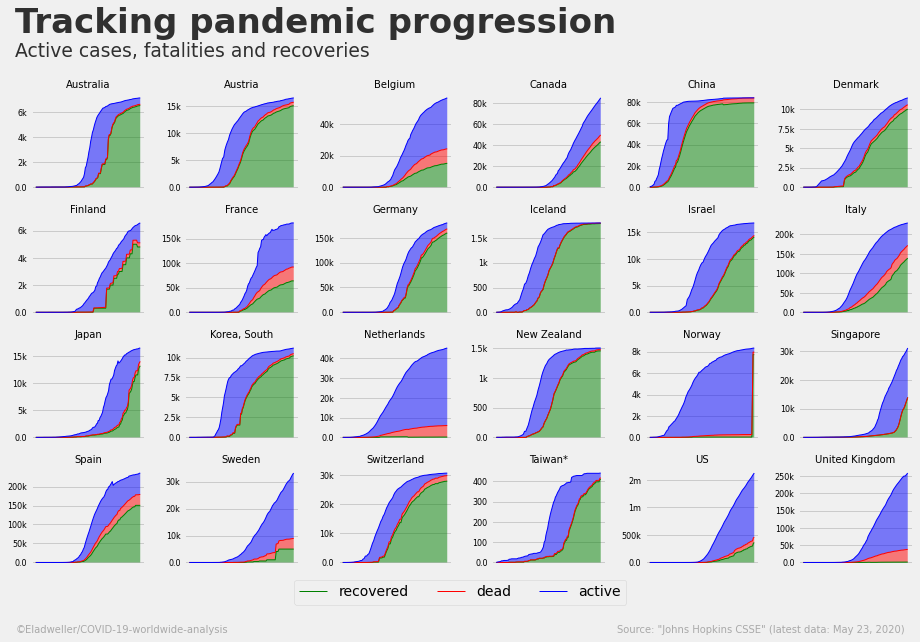 Tracking pandemic progression
Active cases, fatalities and recoveries
Australia Austria Belgium Canada China Denmark
6k 4k 2k 0.0
15k 10k 5k 0.0
40k 20k 0.0
80k 60k 40k 20k 0.0
80k 60k 40k 20k 0.0
10k 7.5k 5k 2.5k 0.0
Finland France Germany Iceland Israel Italy
6k 4k 2k 0.0
150k 100k 50k 0.0
150k 100k 50k 0.0
1.5k 1k 500 0.0
15k 10k 5k 0.0
200k 150k 100k 50k 0.0
Japan Korea, South Netherlands New Zealand Norway Singapore
15k 10k 5k 0.0
10k 7.5k 5k 2.5k 0.0
40k 30k 20k 10k 0.0
1.5k 1k 500 0.0
8k 6k 4k 2k 0.0
30k 20k 10k 0.0
Spain Sweden Switzerland Taiwan* US United Kingdom
200k 150k 100k 50k 0.0
30k 20k 10k 0.0
30k 20k 10k 0.0
400 300 200 100 0.0
2m 1m 500k 0.0
250k 200k 150k 100k 50k 0.0
recovered dead active
©Eladweller/COVID-19-worldwide-analysis
Source: "Johns Hopkins CSSE" (latest data: May 23, 2020)